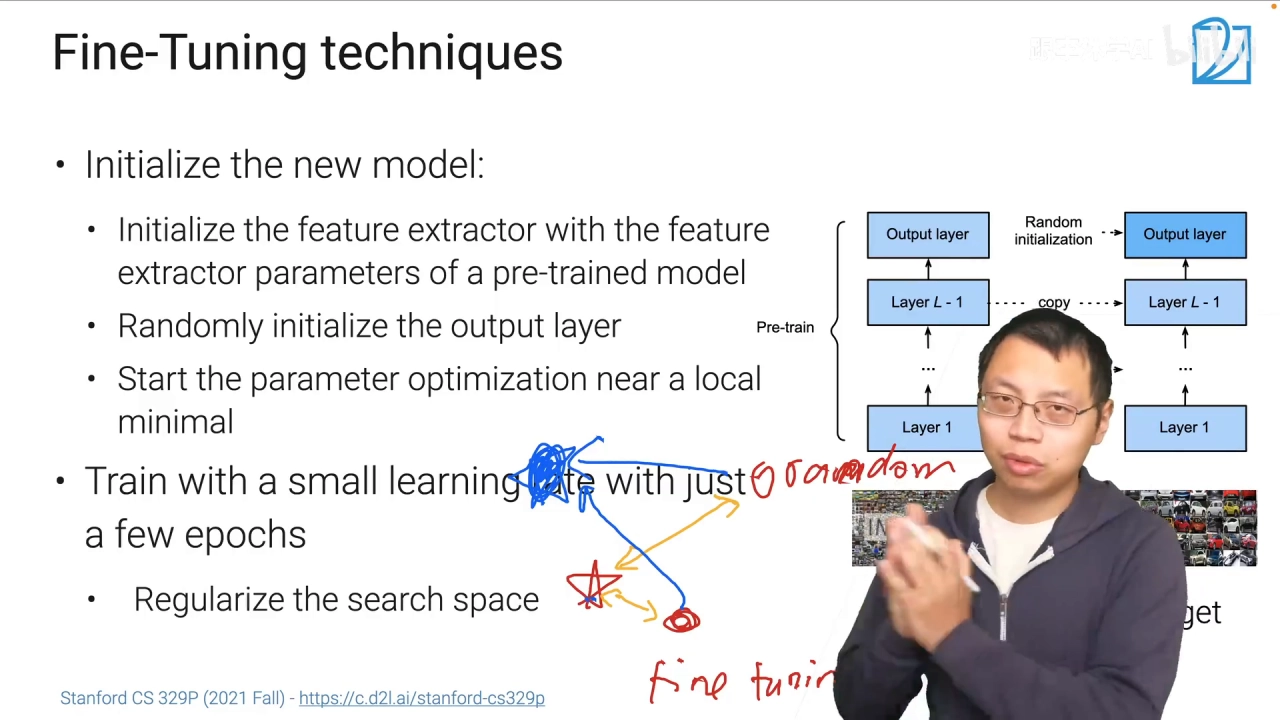 Fine-Tuning techniques
bilibili
• Initialize the new model:
• Initialize the feature extractor with the feature
extractor parameters of a pre-trained model
• Randomly initialize the output layer
• Start the parameter optimization near a local
minimal
• Train with a small learning rate with just
a few epochs
• Regularize the search space
random
fine tunin
Output layer
Random
initialization
Output layer
Layer L - 1
copy
Layer L - 1
Pre-train
...
...
Layer 1
Layer 1
get
Stanford CS 329P (2021 Fall) - https://c.d2l.ai/stanford-cs329p